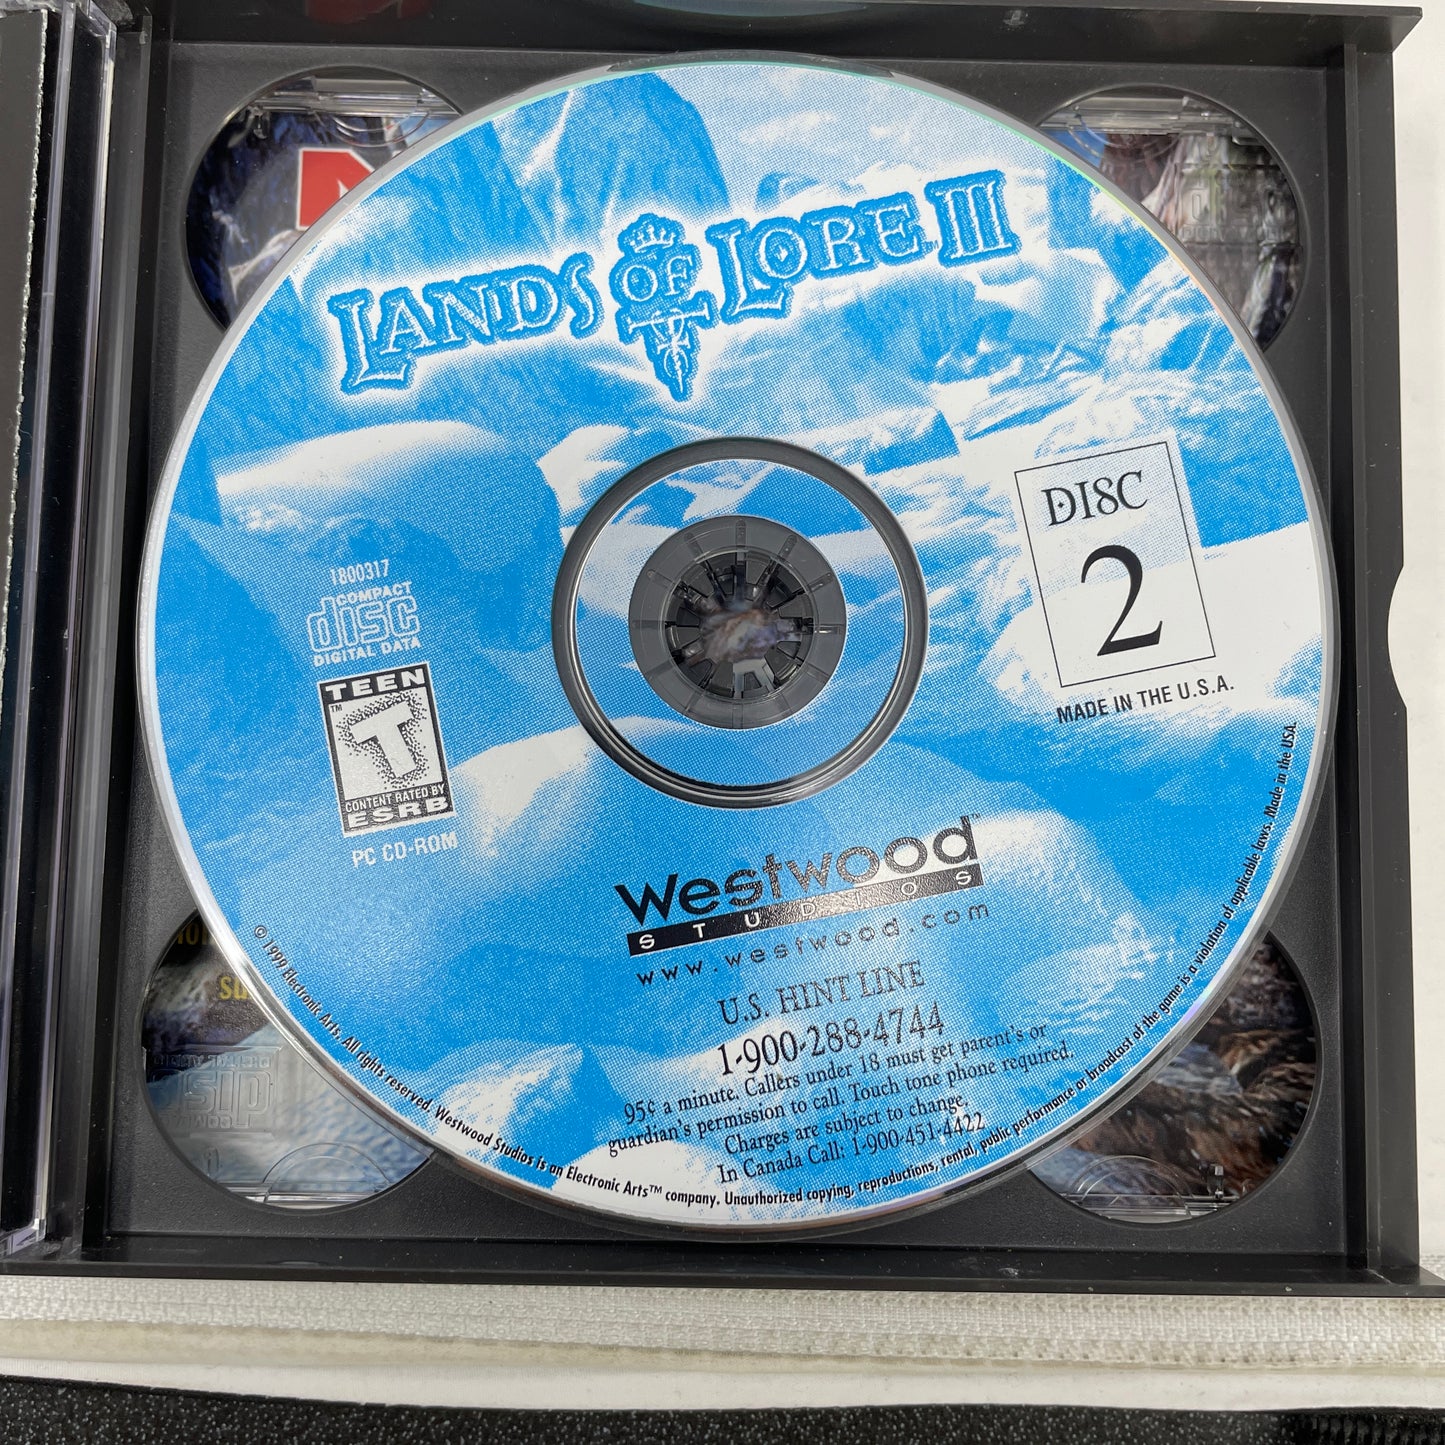 LANDS OF LORE™ III
DISC
2
MADE IN THE U.S.A.
1800317
COMPACT
disc
DIGITAL DATA
TEEN
™
T
CONTENT RATED BY
ESRB
PC CD-ROM
Westwood™
STUDIOS
www.westwood.com
U.S. HINT LINE
1-900-288-4744
95¢ a minute. Callers under 18 must get parent's or
guardian's permission to call. Touch tone phone required.
Charges are subject to change.
In Canada Call: 1-900-451-4422
© 1999 Electronic Arts. All rights reserved. Westwood Studios is an Electronic Arts™ company. Unauthorized copying, reproductions, rental, public performance or broadcast of the game is a violation of applicable laws. Made in the USA.